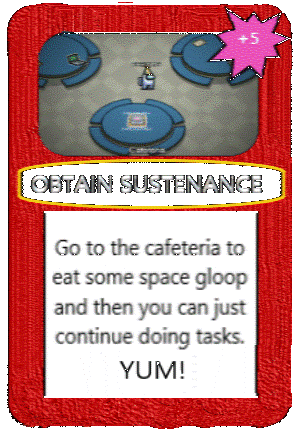 +5
Cafeteria
OBTAIN SUSTENANCE
Go to the cafeteria to
eat some space gloop
and then you can just
continue doing tasks.
YUM!